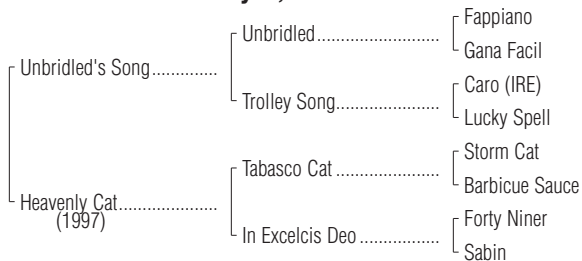 Fappiano
Unbridled
Gana Facil
Unbridled's Song
Caro (IRE)
Trolley Song
Lucky Spell
Storm Cat
Tabasco Cat
Barbicue Sauce
Heavenly Cat
(1997)
Forty Niner
In Excelcis Deo
Sabin